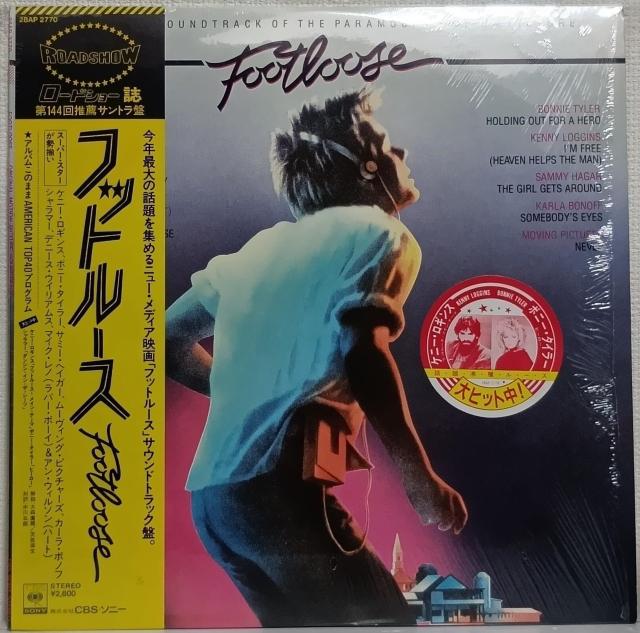 28AP 2770
ROADSHOW
ロードショー誌
第144回推薦サントラ盤
フットルース
Footloose
スーパー・スターが勢揃い
ケニー・ロギンス、ボニー・タイラー、サミー・ヘイガー、ムーヴィング・ピクチャーズ、カーラ・ボノフ
シャラマー、デニース・ウイリアムス、マイク・レノ(ラバー・ボーイ)&アン・ウィルソン(ハート)
★アルバムこのままAMERICAN TOP40プログラム
今年最大の話題を集めるニュー・メディア映画「フットルース」サウンドトラック盤。
STEREO
¥2,800
SONY
株式会社CBS・ソニー
OUNDTRACK OF THE PARAMOU
Footloose
BONNIE TYLER
HOLDING OUT FOR A HERO
KENNY LOGGINS
I'M FREE
(HEAVEN HELPS THE MAN)
SAMMY HAGAR
THE GIRL GETS AROUND
KARLA BONOFF
SOMEBODY'S EYES
MOVING PICTURES
NEVER
KENNY LOGGINS
BONNIE TYLER
ケニー・ロギンス
ボニー・タイラー
大ヒット中!